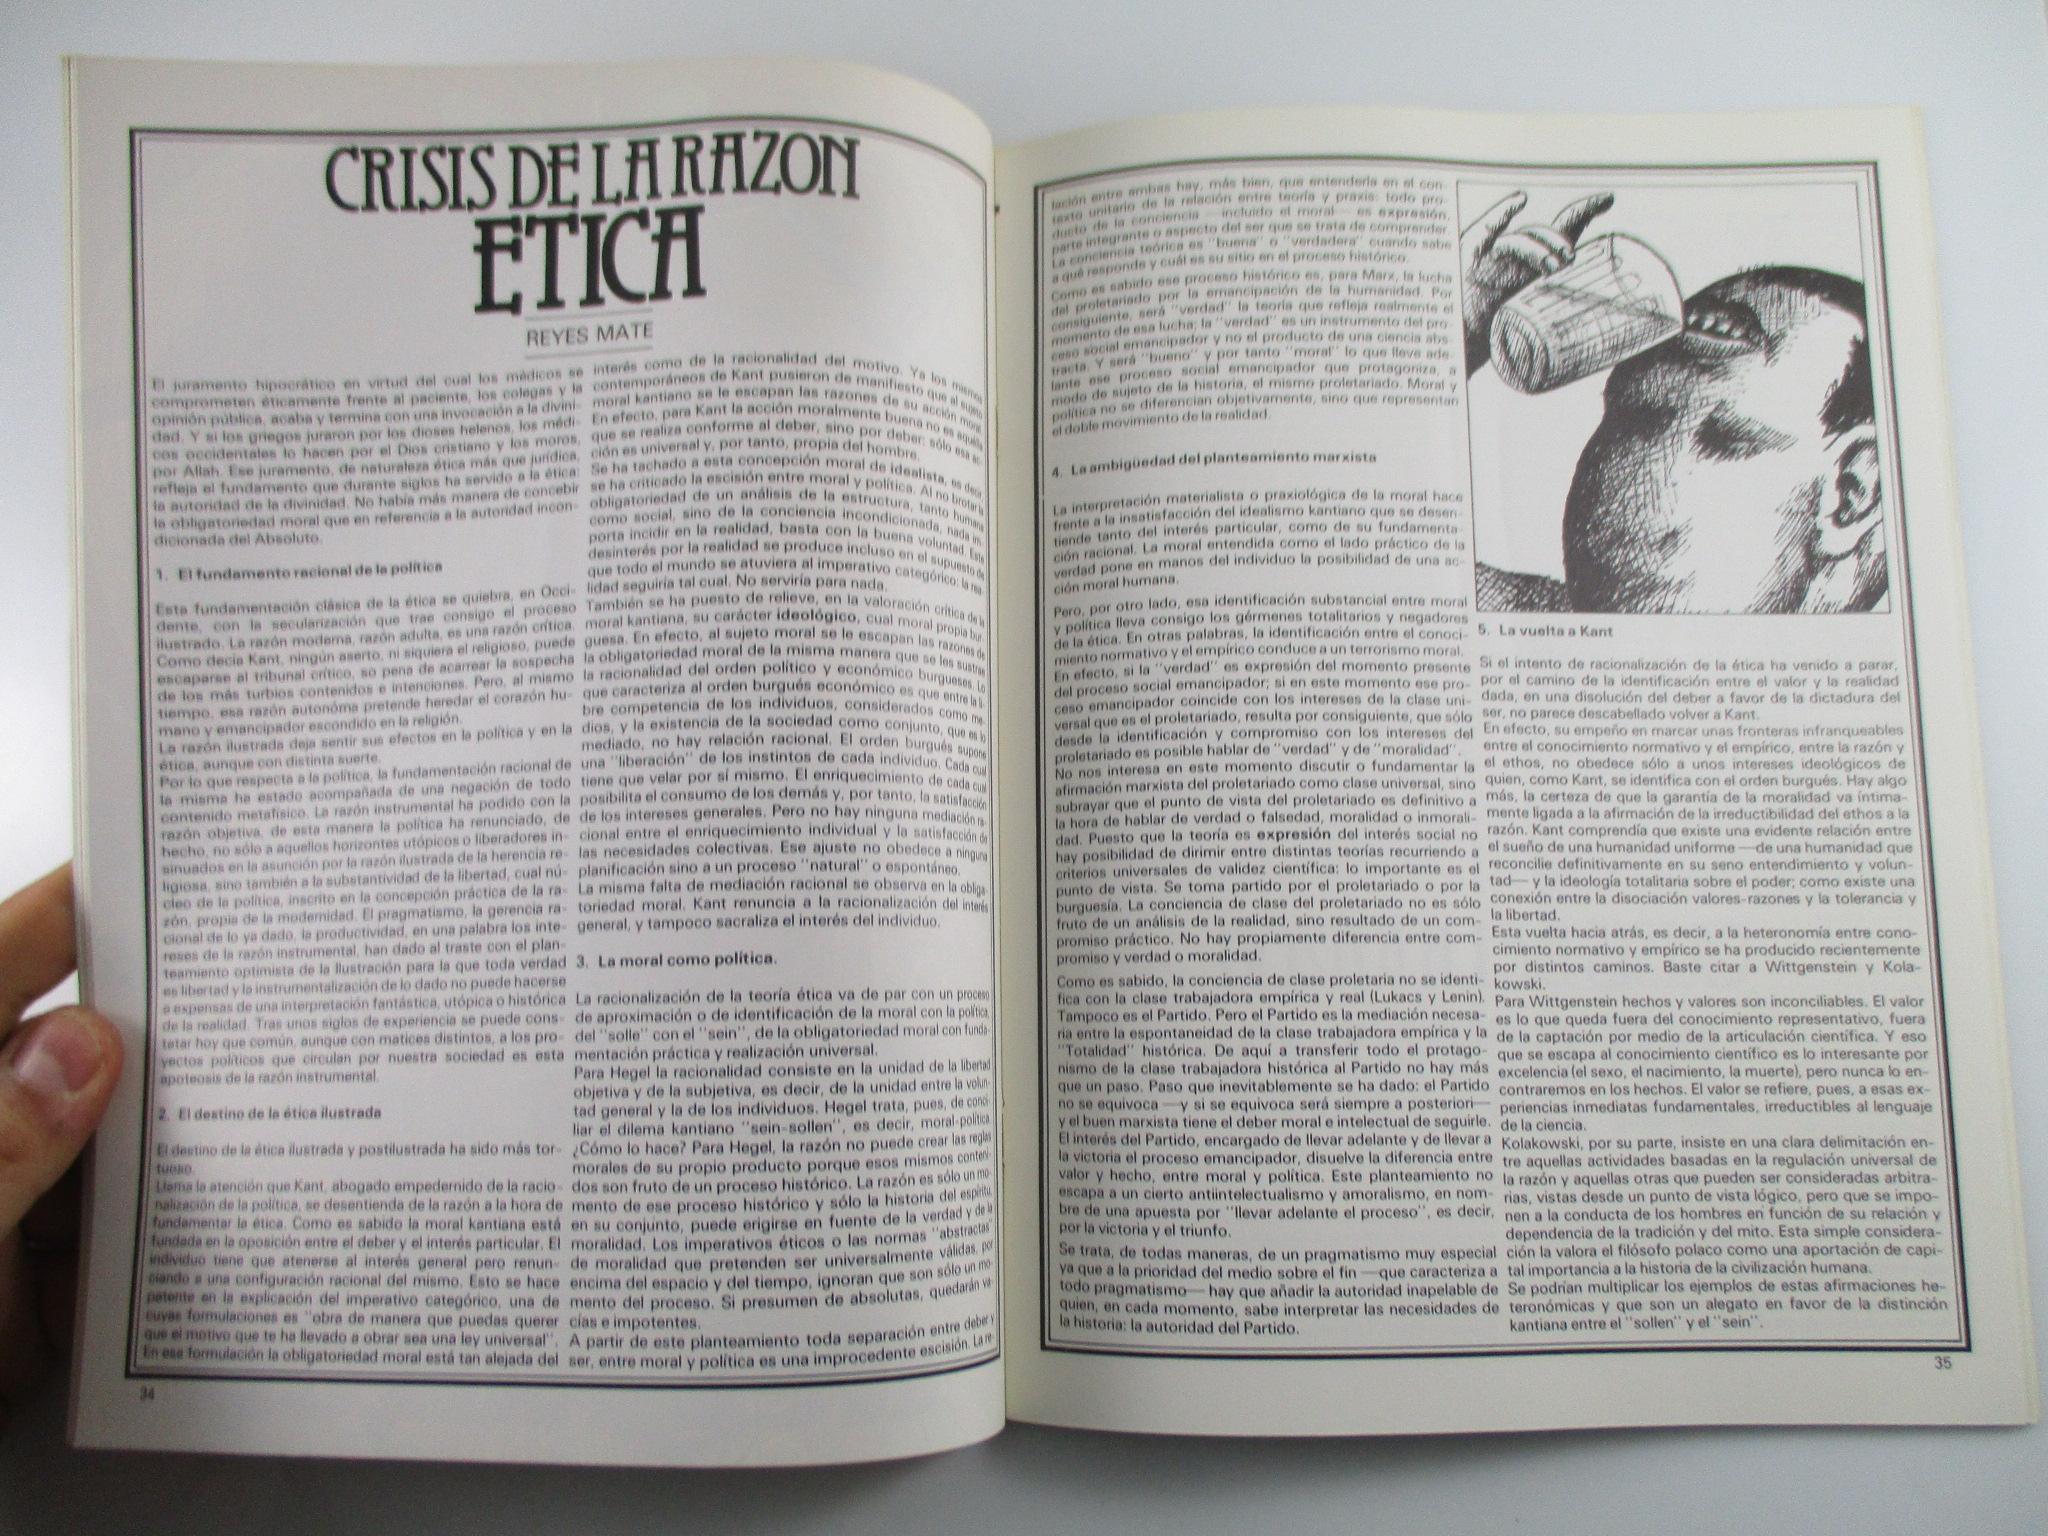 CRISIS DE LA RAZON
ETICA
REYES MATE
El juramento hipocrático en virtud del cual los médicos se
comprometen éticamente frente al paciente, los colegas y la
opinión pública, acaba y termina con una invocación a la divini-
dad. Y si los griegos juraron por los dioses helenos, los médi-
cos occidentales lo hacen por el Dios cristiano y los moros,
por Allah. Ese juramento, de naturaleza ética más que jurídica,
refleja el fundamento que durante siglos ha servido a la ética:
la autoridad de la divinidad. No había más manera de concebir
la obligatoriedad moral que en referencia a la autoridad incon-
dicionada del Absoluto.
1. El fundamento racional de la política
Esta fundamentación clásica de la ética se quiebra, en Occi-
dente, con la secularización que trae consigo el proceso
ilustrado. La razón moderna, razón adulta, es una razón crítica.
Como decía Kant, ningún aserto, ni siquiera el religioso, puede
escaparse al tribunal crítico, so pena de acarrear la sospecha
de los más turbios contenidos e intenciones. Pero, al mismo
tiempo, esa razón autonóma pretende heredar el corazón hu-
mano y emancipador escondido en la religión.
La razón ilustrada deja sentir sus efectos en la política y en la
ética, aunque con distinta suerte.
Por lo que respecta a la política, la fundamentación racional de
la misma ha estado acompañada de una negación de todo
contenido metafísico. La razón instrumental ha podido con la
razón objetiva, de esta manera la política ha renunciado, de
hecho, no sólo a aquellos horizontes utópicos o liberadores in-
sinuados en la asunción por la razón ilustrada de la herencia re-
ligiosa, sino también a la substantividad de la libertad, cual nú-
cleo de la política, inscrito en la concepción práctica de la ra-
zón, propia de la modernidad. El pragmatismo, la gerencia ra-
cional de lo ya dado, la productividad, en una palabra los inte-
reses de la razón instrumental, han dado al traste con el plan-
teamiento optimista de la Ilustración para la que toda verdad
es libertad y la instrumentalización de lo dado no puede hacerse
a expensas de una interpretación fantástica, utópica o histórica
de la realidad. Tras unos siglos de experiencia se puede cons-
tatar hoy que común, aunque con matices distintos, a los pro-
yectos políticos que circulan por nuestra sociedad es esta
apoteosis de la razón instrumental.
2. El destino de la ética ilustrada
El destino de la ética ilustrada y postilustrada ha sido más tor-
tuoso.
Llama la atención que Kant, abogado empedernido de la racio-
nalización de la política, se desentienda de la razón a la hora de
fundamentar la ética. Como es sabido la moral kantiana está
fundada en la oposición entre el deber y el interés particular. El
individuo tiene que atenerse al interés general pero renun-
ciando a una configuración racional del mismo. Esto se hace
patente en la explicación del imperativo categórico, una de
cuyas formulaciones es "obra de manera que puedas querer
que el motivo que te ha llevado a obrar sea una ley universal".
En ese formulación la obligatoriedad moral está tan alejada del
interés como de la racionalidad del motivo. Ya los mismos
contemporáneos de Kant pusieron de manifiesto que al sujeto
moral kantiano se le escapan las razones de su acción moral.
En efecto, para Kant la acción moralmente buena no es aquélla
que se realiza conforme al deber, sino por deber: sólo esa ac-
ción es universal y, por tanto, propia del hombre.
Se ha tachado a esta concepción moral de idealista, es decir,
se ha criticado la escisión entre moral y política. Al no brotar la
obligatoriedad de un análisis de la estructura, tanto humana
como social, sino de la conciencia incondicionada, nada im-
porta incidir en la realidad, basta con la buena voluntad. Este
desinterés por la realidad se produce incluso en el supuesto de
que todo el mundo se atuviera al imperativo categórico: la rea-
lidad seguiría tal cual. No serviría para nada.
También se ha puesto de relieve, en la valoración crítica de la
moral kantiana, su carácter ideológico, cual moral propia bur-
guesa. En efecto, al sujeto moral se le escapan las razones de
la obligatoriedad moral de la misma manera que se les sustrae
la racionalidad del orden político y económico burgueses. Lo
que caracteriza al orden burgués económico es que entre la li-
bre competencia de los individuos, considerados como me-
dios, y la existencia de la sociedad como conjunto, que es lo
mediado, no hay relación racional. El orden burgués supone
una "liberación" de los instintos de cada individuo. Cada cual
tiene que velar por sí mismo. El enriquecimiento de cada cual
posibilita el consumo de los demás y, por tanto, la satisfacción
de los intereses generales. Pero no hay ninguna mediación ra-
cional entre el enriquecimiento individual y la satisfacción de
las necesidades colectivas. Ese ajuste no obedece a ninguna
planificación sino a un proceso "natural" o espontáneo.
La misma falta de mediación racional se observa en la obliga-
toriedad moral. Kant renuncia a la racionalización del interés
general, y tampoco sacraliza el interés del individuo.
3. La moral como política.
La racionalización de la teoría ética va de par con un proceso
de aproximación o de identificación de la moral con la política,
del "solle" con el "sein", de la obligatoriedad moral con funda-
mentación práctica y realización universal.
Para Hegel la racionalidad consiste en la unidad de la libertad
objetiva y de la subjetiva, es decir, de la unidad entre la volun-
tad general y la de los individuos. Hegel trata, pues, de conci-
liar el dilema kantiano "sein-sollen", es decir, moral-política.
¿Cómo lo hace? Para Hegel, la razón no puede crear las reglas
morales de su propio producto porque esos mismos conteni-
dos son fruto de un proceso histórico. La razón es sólo un mo-
mento de ese proceso histórico y sólo la historia del espíritu,
en su conjunto, puede erigirse en fuente de la verdad y de la
moralidad. Los imperativos éticos o las normas "abstractas"
de moralidad que pretenden ser universalmente válidas, por
encima del espacio y del tiempo, ignoran que son sólo un mo-
mento del proceso. Si presumen de absolutas, quedarán va-
cías e impotentes.
A partir de este planteamiento toda separación entre deber y
ser, entre moral y política es una improcedente escisión. La re-
34
lación entre ambas hay, más bien, que entenderla en el con-
texto unitario de la relación entre teoría y praxis: todo pro-
ducto de la conciencia —incluido el moral— es expresión,
parte integrante o aspecto del ser que se trata de comprender.
La conciencia teórica es "buena" o "verdadera" cuando sabe
a qué responde y cuál es su sitio en el proceso histórico.
Como es sabido ese proceso histórico es, para Marx, la lucha
del proletariado por la emancipación de la humanidad. Por
consiguiente, será "verdad" la teoría que refleja realmente el
momento de esa lucha; la "verdad" es un instrumento del pro-
ceso social emancipador y no el producto de una ciencia abs-
tracta. Y será "bueno" y por tanto "moral" lo que lleve ade-
lante ese proceso social emancipador que protagoniza, a
modo de sujeto de la historia, el mismo proletariado. Moral y
política no se diferencian objetivamente, sino que representan
el doble movimiento de la realidad.
4. La ambigüedad del planteamiento marxista
La interpretación materialista o praxiológica de la moral hace
frente a la insatisfacción del idealismo kantiano que se desen-
tiende tanto del interés particular, como de su fundamenta-
ción racional. La moral entendida como el lado práctico de la
verdad pone en manos del individuo la posibilidad de una ac-
ción moral humana.
Pero, por otro lado, esa identificación substancial entre moral
y política lleva consigo los gérmenes totalitarios y negadores
de la ética. En otras palabras, la identificación entre el conoci-
miento normativo y el empírico conduce a un terrorismo moral.
En efecto, si la "verdad" es expresión del momento presente
del proceso social emancipador; si en este momento ese pro-
ceso emancipador coincide con los intereses de la clase uni-
versal que es el proletariado, resulta por consiguiente, que sólo
desde la identificación y compromiso con los intereses del
proletariado es posible hablar de "verdad" y de "moralidad".
No nos interesa en este momento discutir o fundamentar la
afirmación marxista del proletariado como clase universal, sino
subrayar que el punto de vista del proletariado es definitivo a
la hora de hablar de verdad o falsedad, moralidad o inmorali-
dad. Puesto que la teoría es expresión del interés social no
hay posibilidad de dirimir entre distintas teorías recurriendo a
criterios universales de validez científica: lo importante es el
punto de vista. Se toma partido por el proletariado o por la
burguesía. La conciencia de clase del proletariado no es sólo
fruto de un análisis de la realidad, sino resultado de un com-
promiso práctico. No hay propiamente diferencia entre com-
promiso y verdad o moralidad.
Como es sabido, la conciencia de clase proletaria no se identi-
fica con la clase trabajadora empírica y real (Lukacs y Lenin).
Tampoco es el Partido. Pero el Partido es la mediación necesa-
ria entre la espontaneidad de la clase trabajadora empírica y la
"Totalidad" histórica. De aquí a transferir todo el protago-
nismo de la clase trabajadora histórica al Partido no hay más
que un paso. Paso que inevitablemente se ha dado: el Partido
no se equivoca —y si se equivoca será siempre a posteriori—
y el buen marxista tiene el deber moral e intelectual de seguirle.
El interés del Partido, encargado de llevar adelante y de llevar a
la victoria el proceso emancipador, disuelve la diferencia entre
valor y hecho, entre moral y política. Este planteamiento no
escapa a un cierto antiintelectualismo y amoralismo, en nom-
bre de una apuesta por "llevar adelante el proceso", es decir,
por la victoria y el triunfo.
Se trata, de todas maneras, de un pragmatismo muy especial
ya que a la prioridad del medio sobre el fin —que caracteriza a
todo pragmatismo— hay que añadir la autoridad inapelable de
quien, en cada momento, sabe interpretar las necesidades de
la historia: la autoridad del Partido.
5. La vuelta a Kant
Si el intento de racionalización de la ética ha venido a parar,
por el camino de la identificación entre el valor y la realidad
dada, en una disolución del deber a favor de la dictadura del
ser, no parece descabellado volver a Kant.
En efecto, su empeño en marcar unas fronteras infranqueables
entre el conocimiento normativo y el empírico, entre la razón y
el ethos, no obedece sólo a unos intereses ideológicos de
quien, como Kant, se identifica con el orden burgués. Hay algo
más, la certeza de que la garantía de la moralidad va íntima-
mente ligada a la afirmación de la irreductibilidad del ethos a la
razón. Kant comprendía que existe una evidente relación entre
el sueño de una humanidad uniforme —de una humanidad que
reconcilie definitivamente en su seno entendimiento y volun-
tad— y la ideología totalitaria sobre el poder; como existe una
conexión entre la disociación valores-razones y la tolerancia y
la libertad.
Esta vuelta hacia atrás, es decir, a la heteronomía entre cono-
cimiento normativo y empírico se ha producido recientemente
por distintos caminos. Baste citar a Wittgenstein y Kola-
kowski.
Para Wittgenstein hechos y valores son inconciliables. El valor
es lo que queda fuera del conocimiento representativo, fuera
de la captación por medio de la articulación científica. Y eso
que se escapa al conocimiento científico es lo interesante por
excelencia (el sexo, el nacimiento, la muerte), pero nunca lo en-
contraremos en los hechos. El valor se refiere, pues, a esas ex-
periencias inmediatas fundamentales, irreductibles al lenguaje
de la ciencia.
Kolakowski, por su parte, insiste en una clara delimitación en-
tre aquellas actividades basadas en la regulación universal de
la razón y aquellas otras que pueden ser consideradas arbitra-
rias, vistas desde un punto de vista lógico, pero que se impo-
nen a la conducta de los hombres en función de su relación y
dependencia de la tradición y del mito. Esta simple considera-
ción la valora el filósofo polaco como una aportación de capi-
tal importancia a la historia de la civilización humana.
Se podrían multiplicar los ejemplos de estas afirmaciones he-
teronómicas y que son un alegato en favor de la distinción
kantiana entre el "sollen" y el "sein".
35